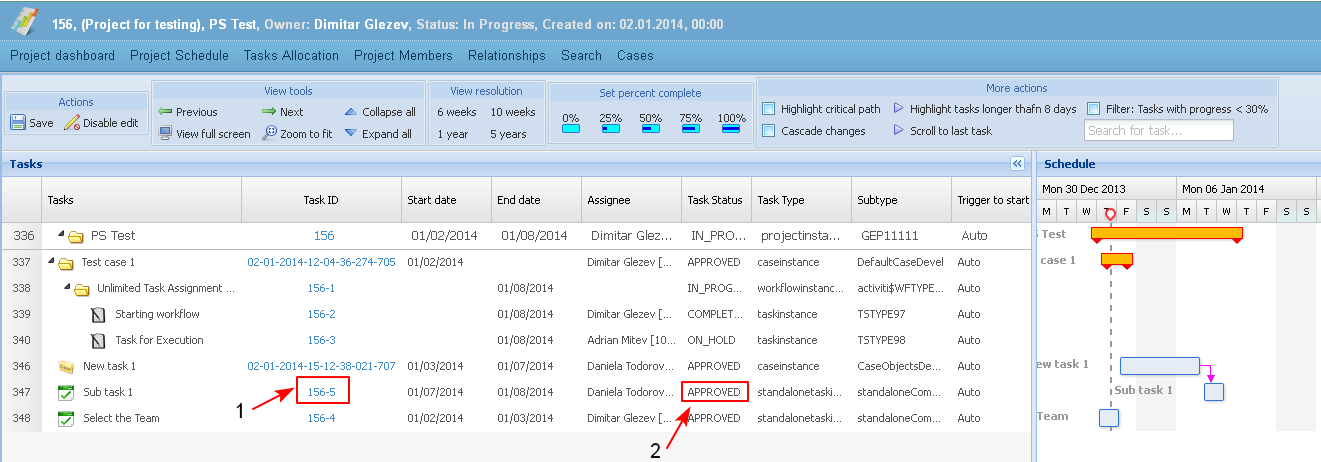 156, (Project for testing), PS Test, Owner: Dimitar Glezev, Status: In Progress, Created on: 02.01.2014, 00:00
Project dashboard Project Schedule Tasks Allocation Project Members Relationships Search Cases
Actions
Save Disable edit
View tools
Previous Next Collapse all
View full screen Zoom to fit Expand all
View resolution
6 weeks 10 weeks
1 year 5 years
Set percent complete
0% 25% 50% 75% 100%
More actions
Highlight critical path Highlight tasks longer thafn 8 days Filter: Tasks with progress < 30%
Cascade changes Scroll to last task Search for task...
Tasks « Schedule
Mon 30 Dec 2013 Mon 06 Jan 2014
Tasks Task ID Start date End date Assignee Task Status Task Type Subtype Trigger to start
M T W T F S S M T W T F S S
336 PS Test 156 01/02/2014 01/08/2014 Dimitar Glez... IN_PRO... projectinsta... GEP11111 Auto S Test
337 Test case 1 02-01-2014-12-04-36-274-705 01/02/2014 Dimitar Glezev [... APPROVED caseinstance DefaultCaseDevel Auto case 1
338 Unlimited Task Assignment ... 156-1 01/08/2014 IN_PROG... workflowinstanc... activiti$WFTYPE... Auto
339 Starting workflow 156-2 01/08/2014 Dimitar Glezev [... COMPLET... taskinstance TSTYPE97 Auto
340 Task for Execution 156-3 01/08/2014 Adrian Mitev [10... ON_HOLD taskinstance TSTYPE98 Auto
346 New task 1 02-01-2014-15-12-38-021-707 01/03/2014 01/07/2014 Daniela Todorov... APPROVED caseinstance CaseObjectsDe... Auto ew task 1
347 Sub task 1 156-5 01/07/2014 01/08/2014 Daniela Todorov... APPROVED standalonetaski... standaloneCom... Auto Sub task 1
348 Select the Team 156-4 01/02/2014 01/03/2014 Dimitar Glezev [... APPROVED standalonetaski... standaloneCom... Auto Team
1
2